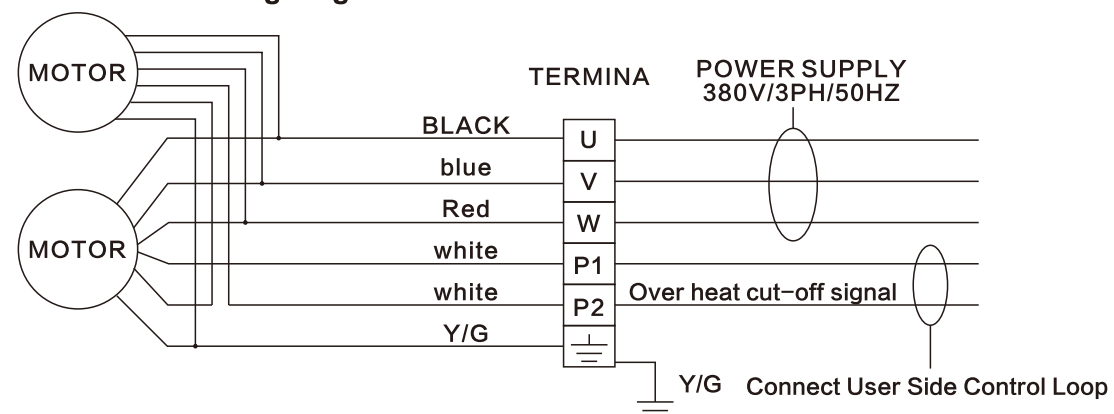 MOTOR
TERMINA
POWER SUPPLY
380V/3PH/50HZ
BLACK
U
blue
V
Red
W
MOTOR
white
P1
white
P2
Over heat cut-off signal
Y/G
Y/G
Connect User Side Control Loop